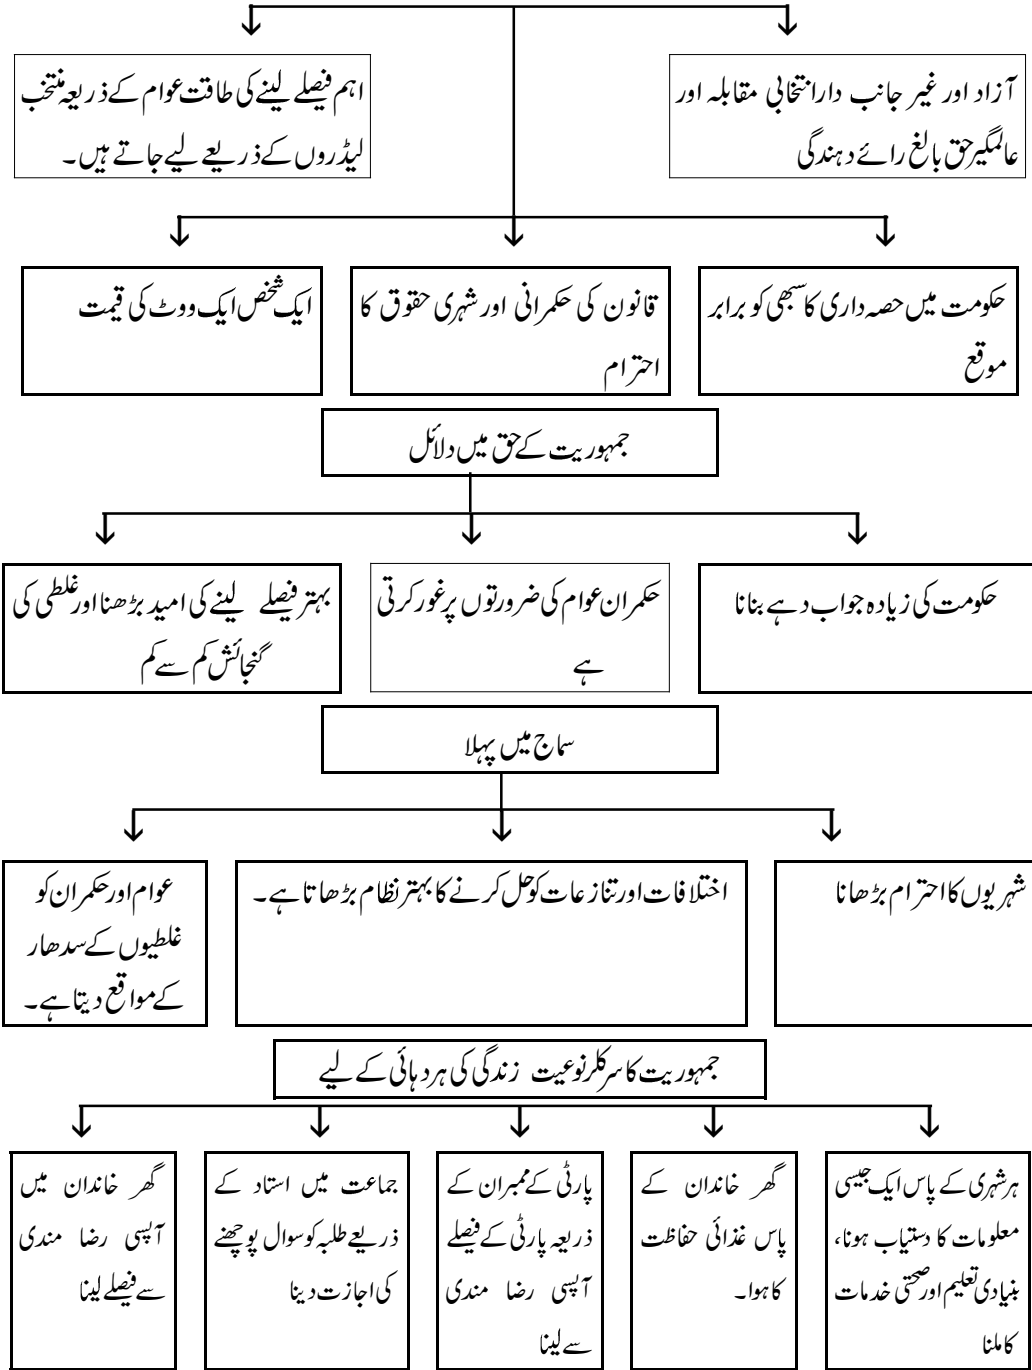 آزاد اور غیر جانب دارانتخابی مقابلہ اور
عالمگیرحق بالغ رائے دہندگی
اہم فیصلے لینے کی طاقت عوام کے ذریعہ منتخب
لیڈروں کے ذریعے لیے جاتے ہیں۔
حکومت میں حصہ داری کا سبھی کو برابر
موقع
قانون کی حکمرانی اور شہری حقوق کا
احترام
ایک شخص ایک ووٹ کی قیمت
جمہوریت کے حق میں دلائل
حکومت کی زیادہ جواب دہے بنانا
حکمران عوام کی ضرورتوں پر غور کرتی
ہے
بہتر فیصلے لینے کی امید بڑھنا اور غلطی کی
گنجائش کم سے کم
سماج میں پہلا
شہریوں کا احترام بڑھانا
اختلافات اور تنازعات کو حل کرنے کا بہتر نظام بڑھاتا ہے۔
عوام اور حکمران کو
غلطیوں کے سدھار
کے مواقع دیتا ہے۔
جمہوریت کا سرکلر نوعیت زندگی کی ہر دہائی کے لیے
ہر شہری کے پاس ایک جیسی
معلومات کا دستیاب ہونا،
بنیادی تعلیم اور صحتی خدمات
کا ملنا
گھر خاندان کے
پاس غذائی حفاظت
کا ہوا۔
پارٹی کے ممبران کے
ذریعہ پارٹی کے فیصلے
آپسی رضا مندی
سے لینا
جماعت میں استاد کے
ذریعے طلبہ کو سوال پوچھنے
کی اجازت دینا
گھر خاندان میں
آپسی رضا مندی
سے فیصلے لینا